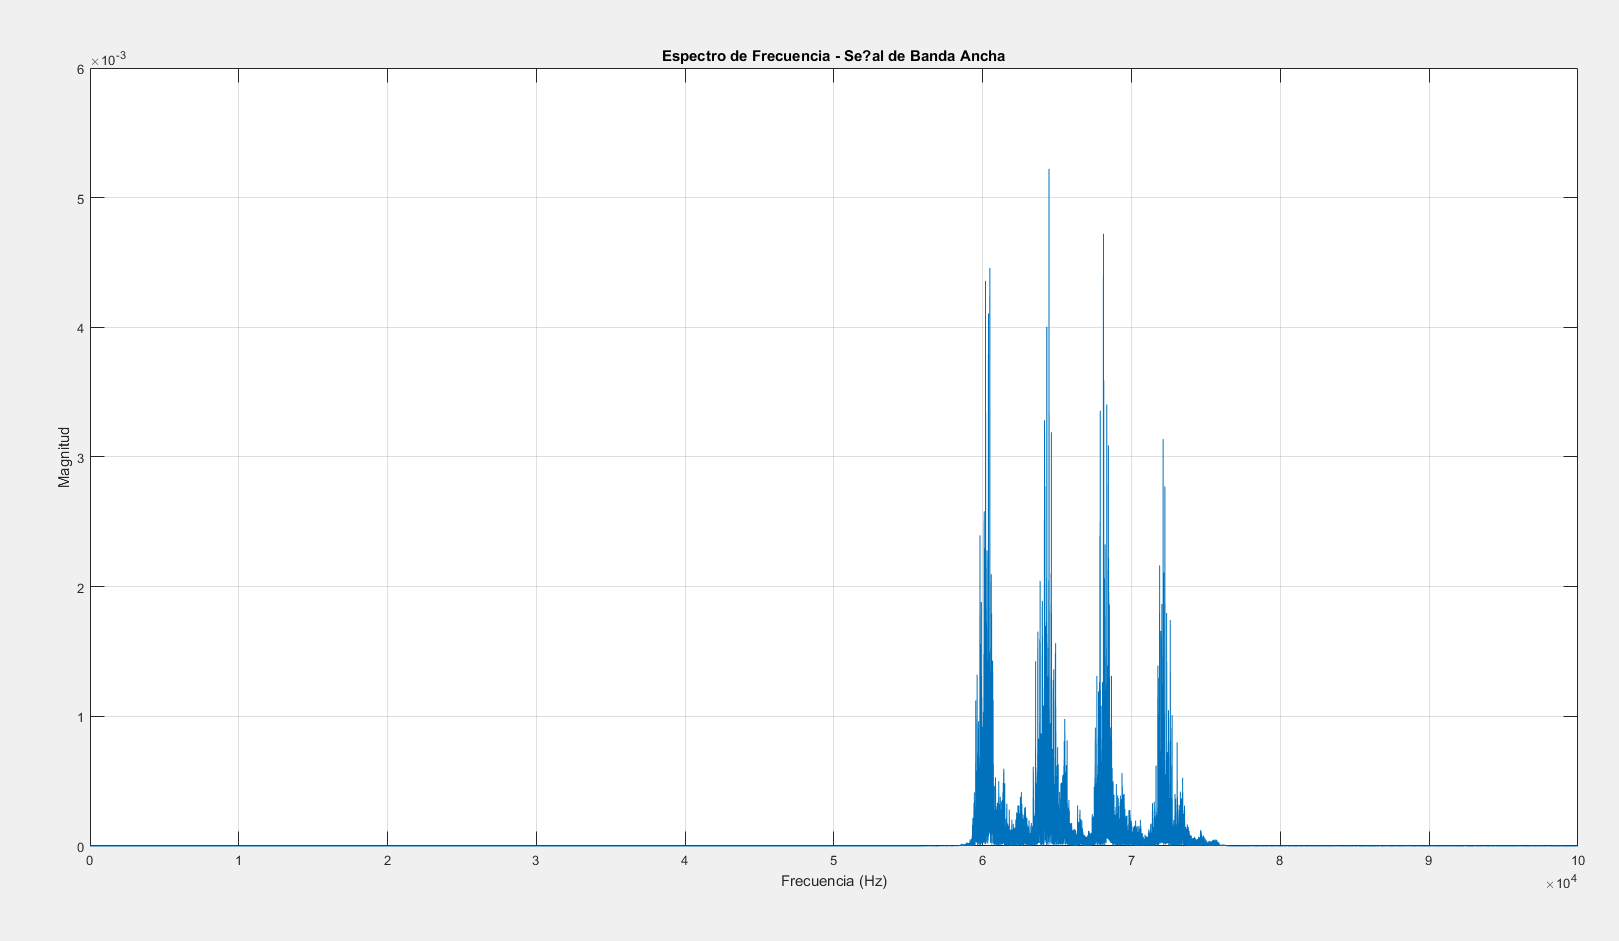 Espectro de Frecuencia - Se?al de Banda Ancha
×10-3
6
5
4
3
2
1
0
Magnitud
0 1 2 3 4 5 6 7 8 9 10
Frecuencia (Hz)
×104